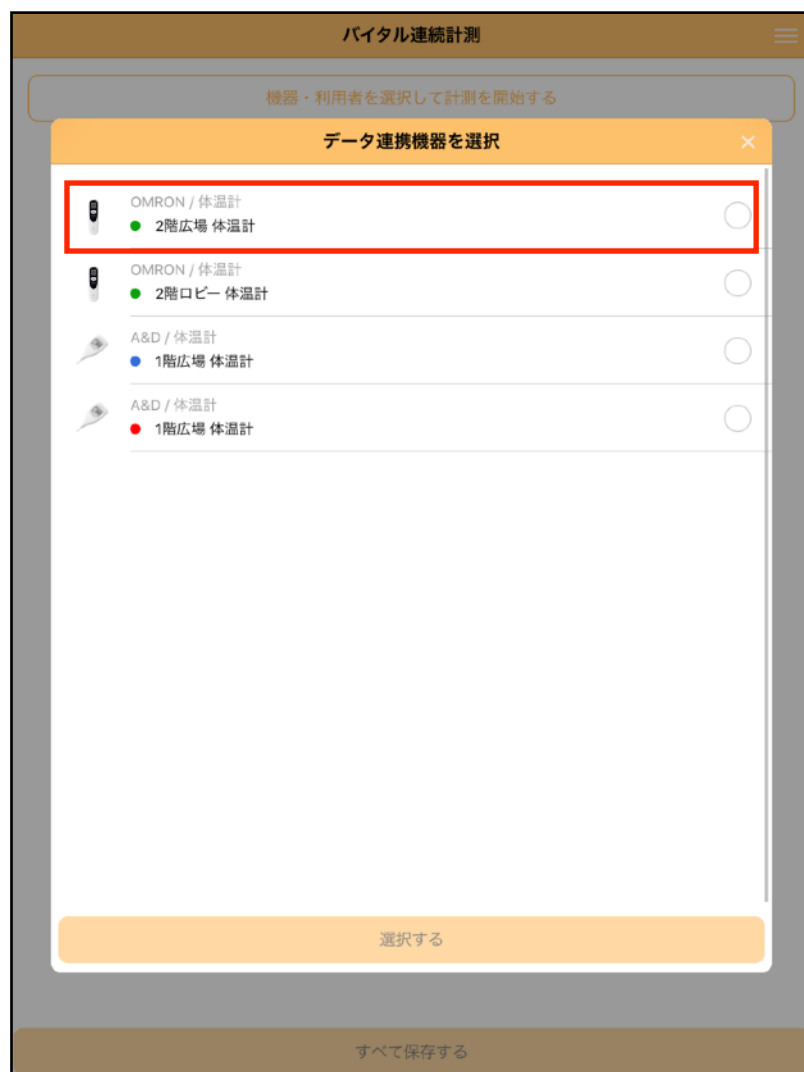 バイタル連続計測
機器・利用者を選択して計測を開始する
データ連携機器を選択
OMRON / 体温計
2階広場 体温計
OMRON / 体温計
2階ロビー 体温計
A&D / 体温計
1階広場 体温計
A&D / 体温計
1階広場 体温計
選択する
すべて保存する